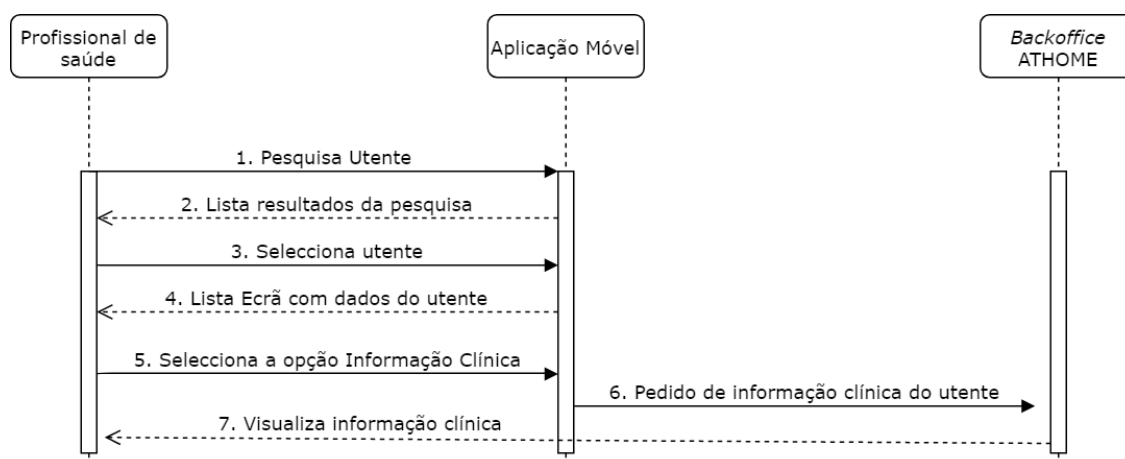 Profissional de
saúde
Aplicação Móvel
Backoffice
ATHOME
1. Pesquisa Utente
2. Lista resultados da pesquisa
3. Selecciona utente
4. Lista Ecrã com dados do utente
5. Selecciona a opção Informação Clínica
6. Pedido de informação clínica do utente
7. Visualiza informação clínica